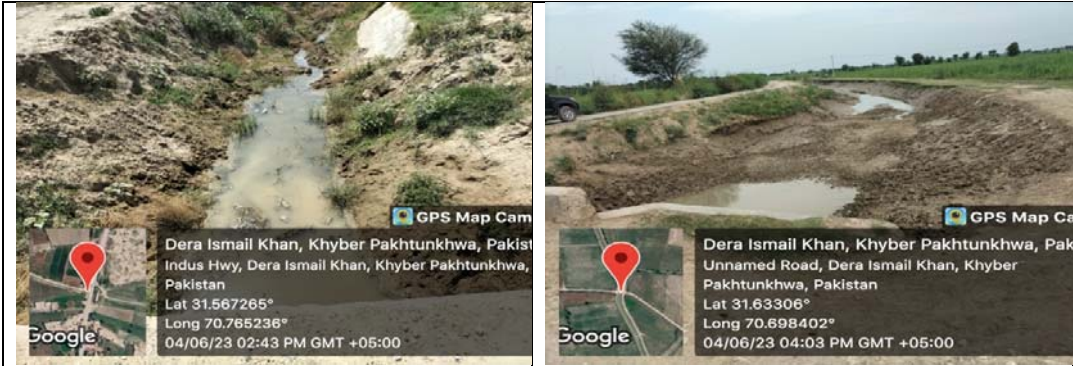 GPS Map Cam
Dera Ismail Khan, Khyber Pakhtunkhwa, Pakist
Indus Hwy, Dera Ismail Khan, Khyber Pakhtunkhwa,
Pakistan
Lat 31.567265°
Long 70.765236°
04/06/23 02:43 PM GMT +05:00
Google
GPS Map Ca
Dera Ismail Khan, Khyber Pakhtunkhwa, Pak
Unnamed Road, Dera Ismail Khan, Khyber
Pakhtunkhwa, Pakistan
Lat 31.63306°
Long 70.698402°
04/06/23 04:03 PM GMT +05:00
Google